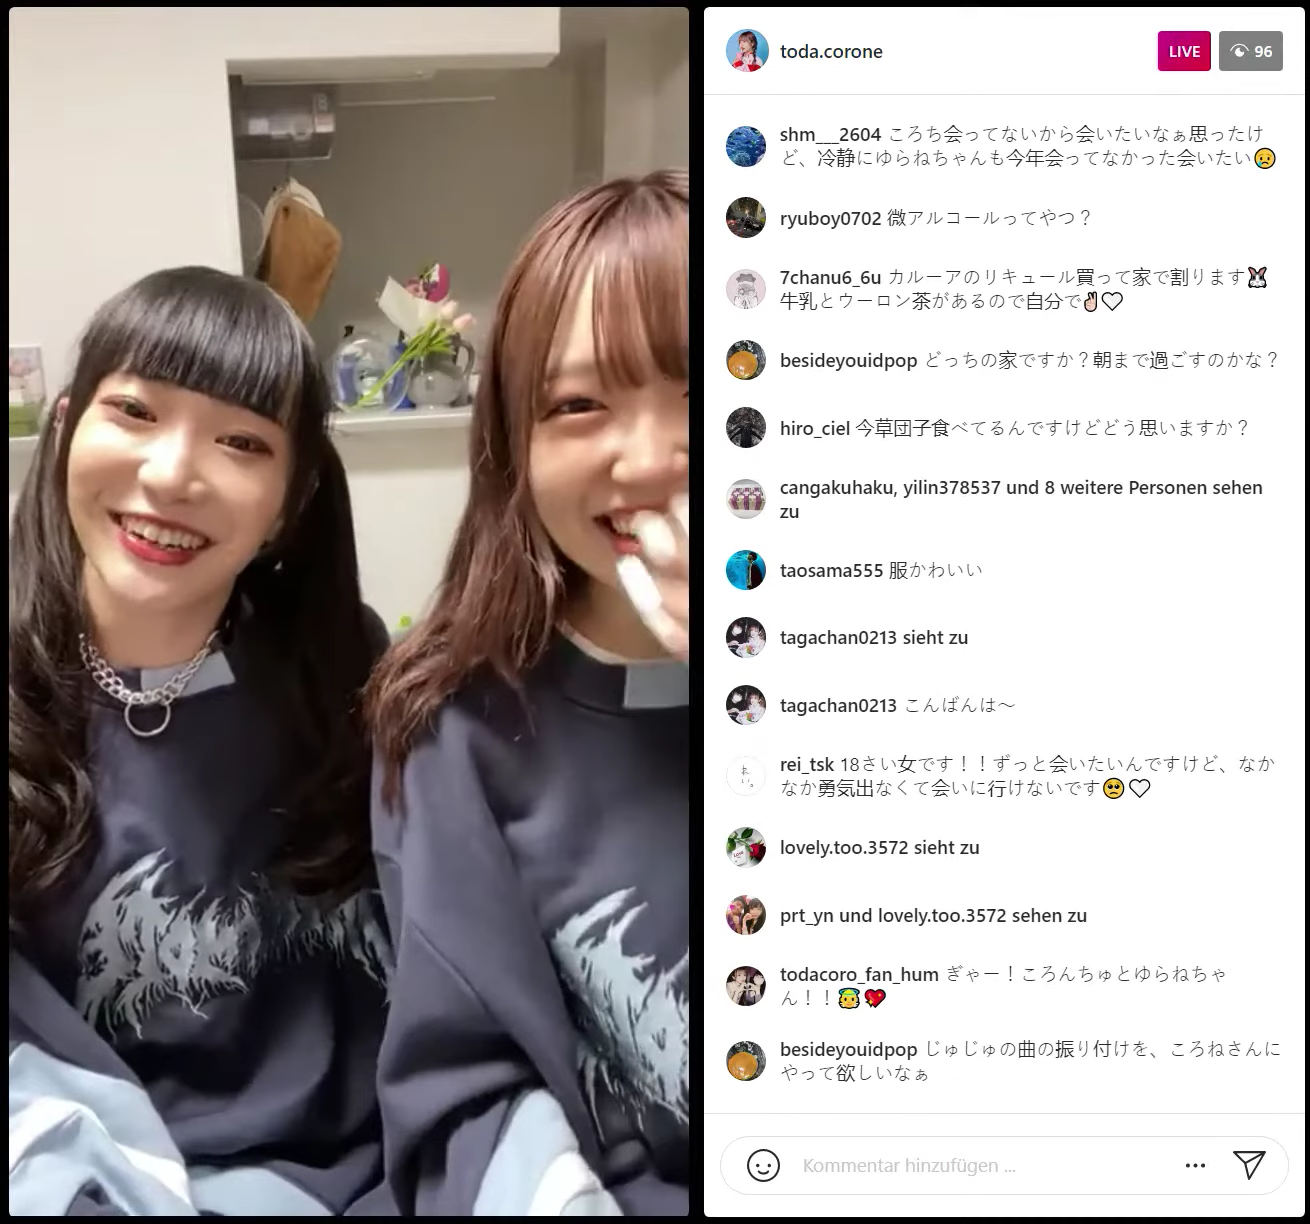 toda.corone
LIVE
96
shm___2604 ころち会ってないから会いたいなぁ思ったけ
ど、冷静にゆらねちゃんも今年会ってなかった会いたい😥
ryuboy0702 微アルコールってやつ？
7chanu6_6u カルーアのリキュール買って家で割ります🐰
牛乳とウーロン茶があるので自分で✌🏻♡
besideyouidpop どっちの家ですか？朝まで過ごすのかな？
hiro_ciel 今草団子食べてるんですけどどう思いますか？
cangakuhaku, yilin378537 und 8 weitere Personen sehen
zu
taosama555 服かわいい
tagachan0213 sieht zu
tagachan0213 こんばんは〜
rei_tsk 18さい女です！！ずっと会いたいんですけど、なか
なか勇気出なくて会いに行けないです🥺♡
lovely.too.3572 sieht zu
prt_yn und lovely.too.3572 sehen zu
todacoro_fan_hum ぎゃー！ころんちゅとゆらねちゃ
ん！！😇💖
besideyouidpop じゅじゅの曲の振り付けを、ころねさんに
やって欲しいなぁ
Kommentar hinzufügen ...